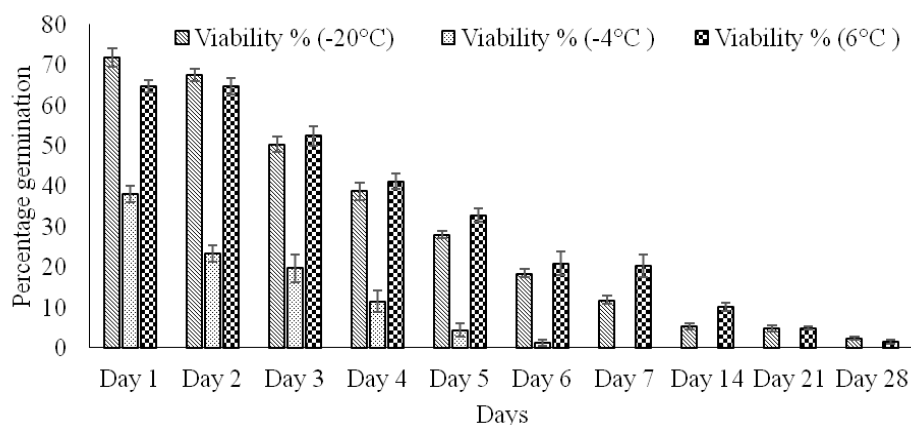 Viability % (-20°C)
Viability % (-4°C )
Viability % (6°C )
Percentage germination
80
70
60
50
40
30
20
10
0
Day 1 Day 2 Day 3 Day 4 Day 5 Day 6 Day 7 Day 14 Day 21 Day 28
Days